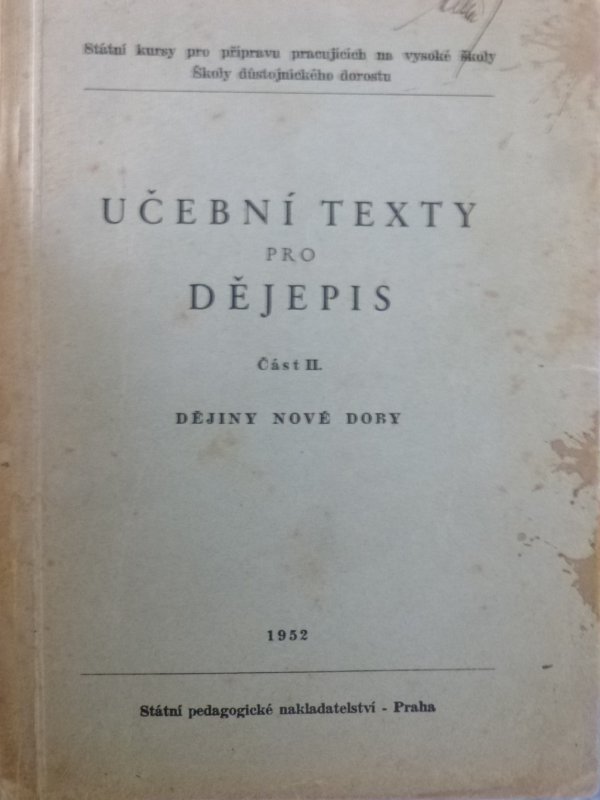 Státní kursy pro přípravu pracujících na vysoké školy
Školy důstojnického dorostu
UČEBNÍ TEXTY
PRO
DĚJEPIS
Část II.
DĚJINY NOVÉ DOBY
1952
Státní pedagogické nakladatelství - Praha